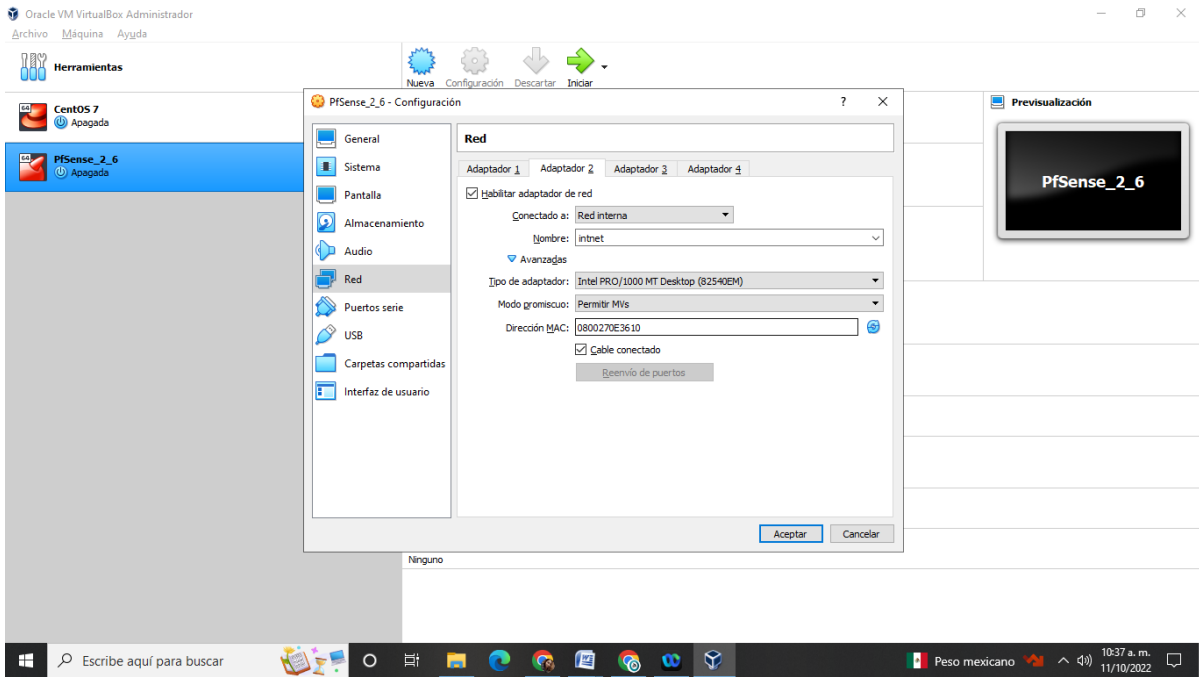 Oracle VM VirtualBox Administrador
Archivo Máquina Ayuda
Herramientas
Nueva Configuración Descartar Iniciar
64 CentOS 7
Apagada
64 PfSense_2_6
Apagada
PfSense_2_6 - Configuración ?
General
Sistema
Pantalla
Almacenamiento
Audio
Red
Puertos serie
USB
Carpetas compartidas
Interfaz de usuario
Red
Adaptador 1 Adaptador 2 Adaptador 3 Adaptador 4
Habilitar adaptador de red
Conectado a: Red interna
Nombre: intnet
Avanzadas
Tipo de adaptador: Intel PRO/1000 MT Desktop (82540EM)
Modo promiscuo: Permitir MVs
Dirección MAC: 0800270E3610
Cable conectado
Reenvío de puertos
Aceptar Cancelar
Previsualización
PfSense_2_6
Ninguno
Escribe aquí para buscar
Peso mexicano
10:37 a. m.
11/10/2022